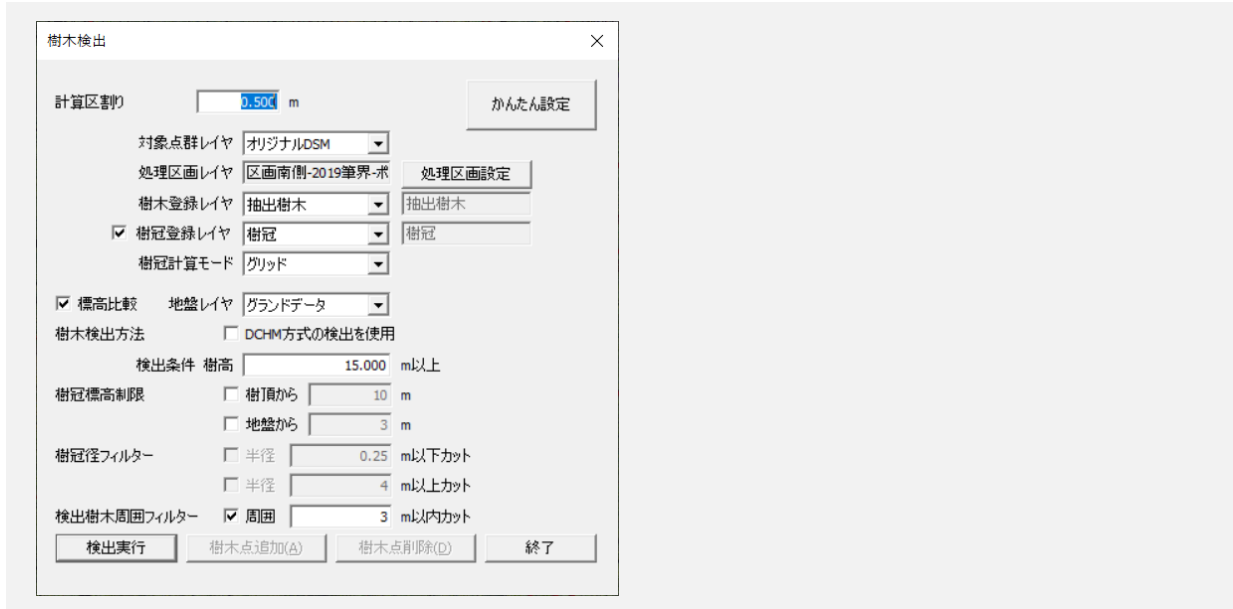 樹木検出
計算区割り 0.500 m かんたん設定
対象点群レイヤ オリジナルDSM
処理区画レイヤ 区画南側-2019筆界-ポ 処理区画設定
樹木登録レイヤ 抽出樹木 抽出樹木
樹冠登録レイヤ 樹冠 樹冠
樹冠計算モード グリッド
標高比較 地盤レイヤ グランドデータ
樹木検出方法 DCHM方式の検出を使用
検出条件 樹高 15.000 m以上
樹冠標高制限 樹頂から 10 m
地盤から 3 m
樹冠径フィルター 半径 0.25 m以下カット
半径 4 m以上カット
検出樹木周囲フィルター 周囲 3 m以内カット
検出実行 樹木点追加(A) 樹木点削除(D) 終了